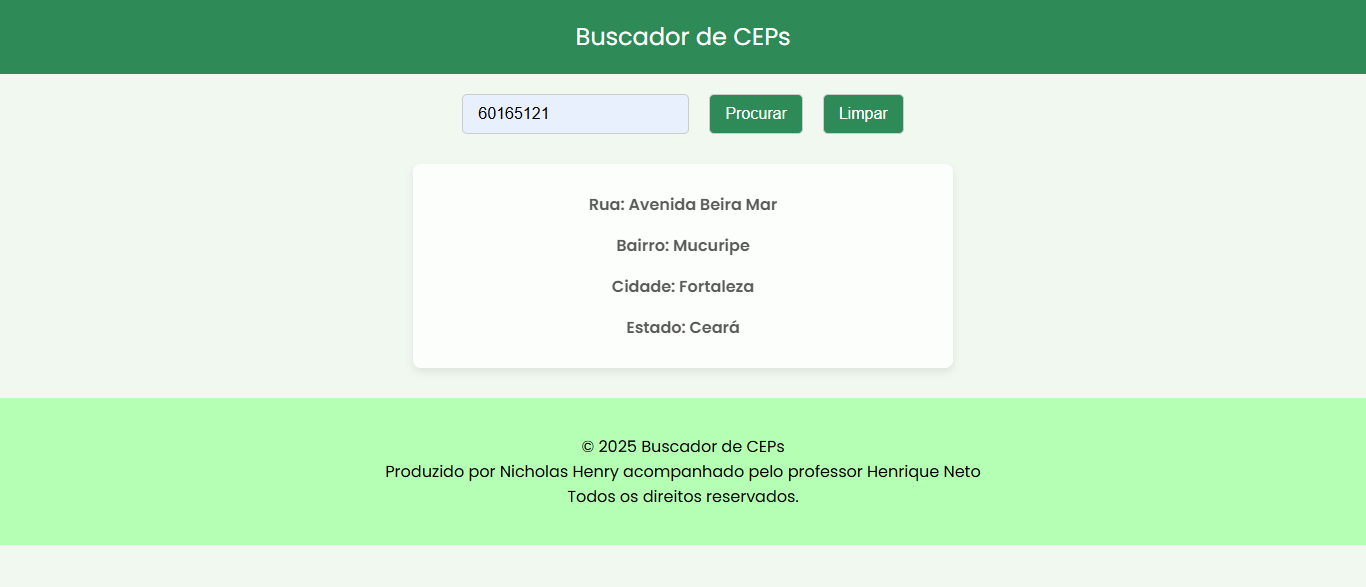 Buscador de CEPs
60165121 Procurar Limpar
Rua: Avenida Beira Mar
Bairro: Mucuripe
Cidade: Fortaleza
Estado: Ceará
© 2025 Buscador de CEPs
Produzido por Nicholas Henry acompanhado pelo professor Henrique Neto
Todos os direitos reservados.